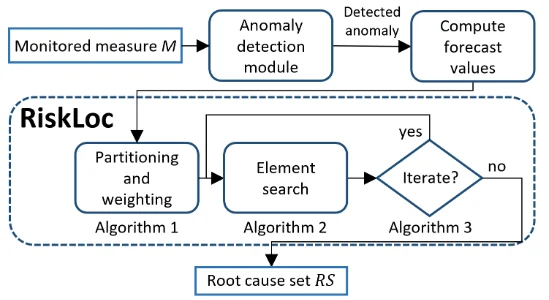 Monitored measure M
Anomaly
detection
module
Detected
anomaly
Compute
forecast
values
RiskLoc
Partitioning
and
weighting
Algorithm 1
Element
search
Algorithm 2
yes
Iterate?
no
Algorithm 3
Root cause set RS